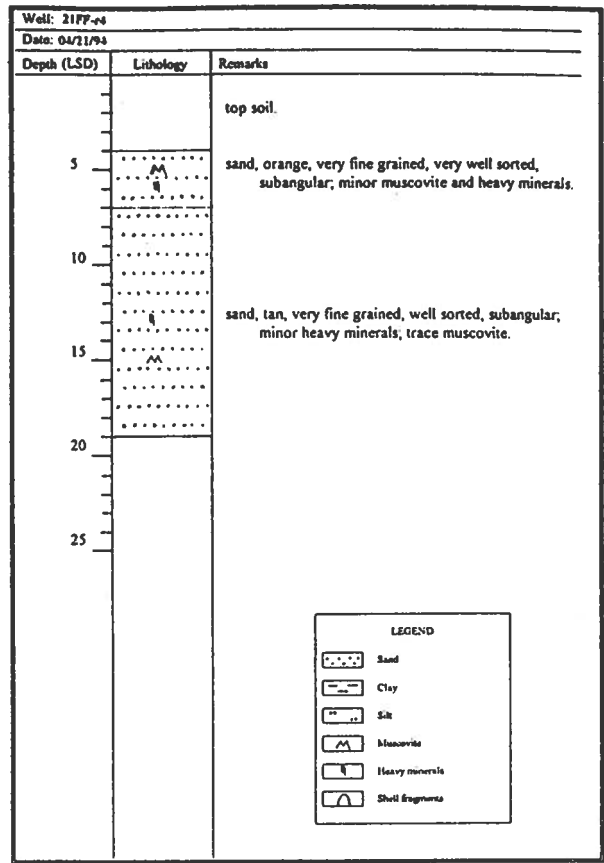 Well: 21FF-e4
Date: 04/21/94
Depth (LSD) Lithology Remarks
top soil.
5 sand, orange, very fine grained, very well sorted,
subangular; minor muscovite and heavy minerals.
10
sand, tan, very fine grained, well sorted, subangular;
minor heavy minerals; trace muscovite.
15
20
25
LEGEND
Sand
Clay
Silt
Muscovite
Heavy minerals
Shell fragments